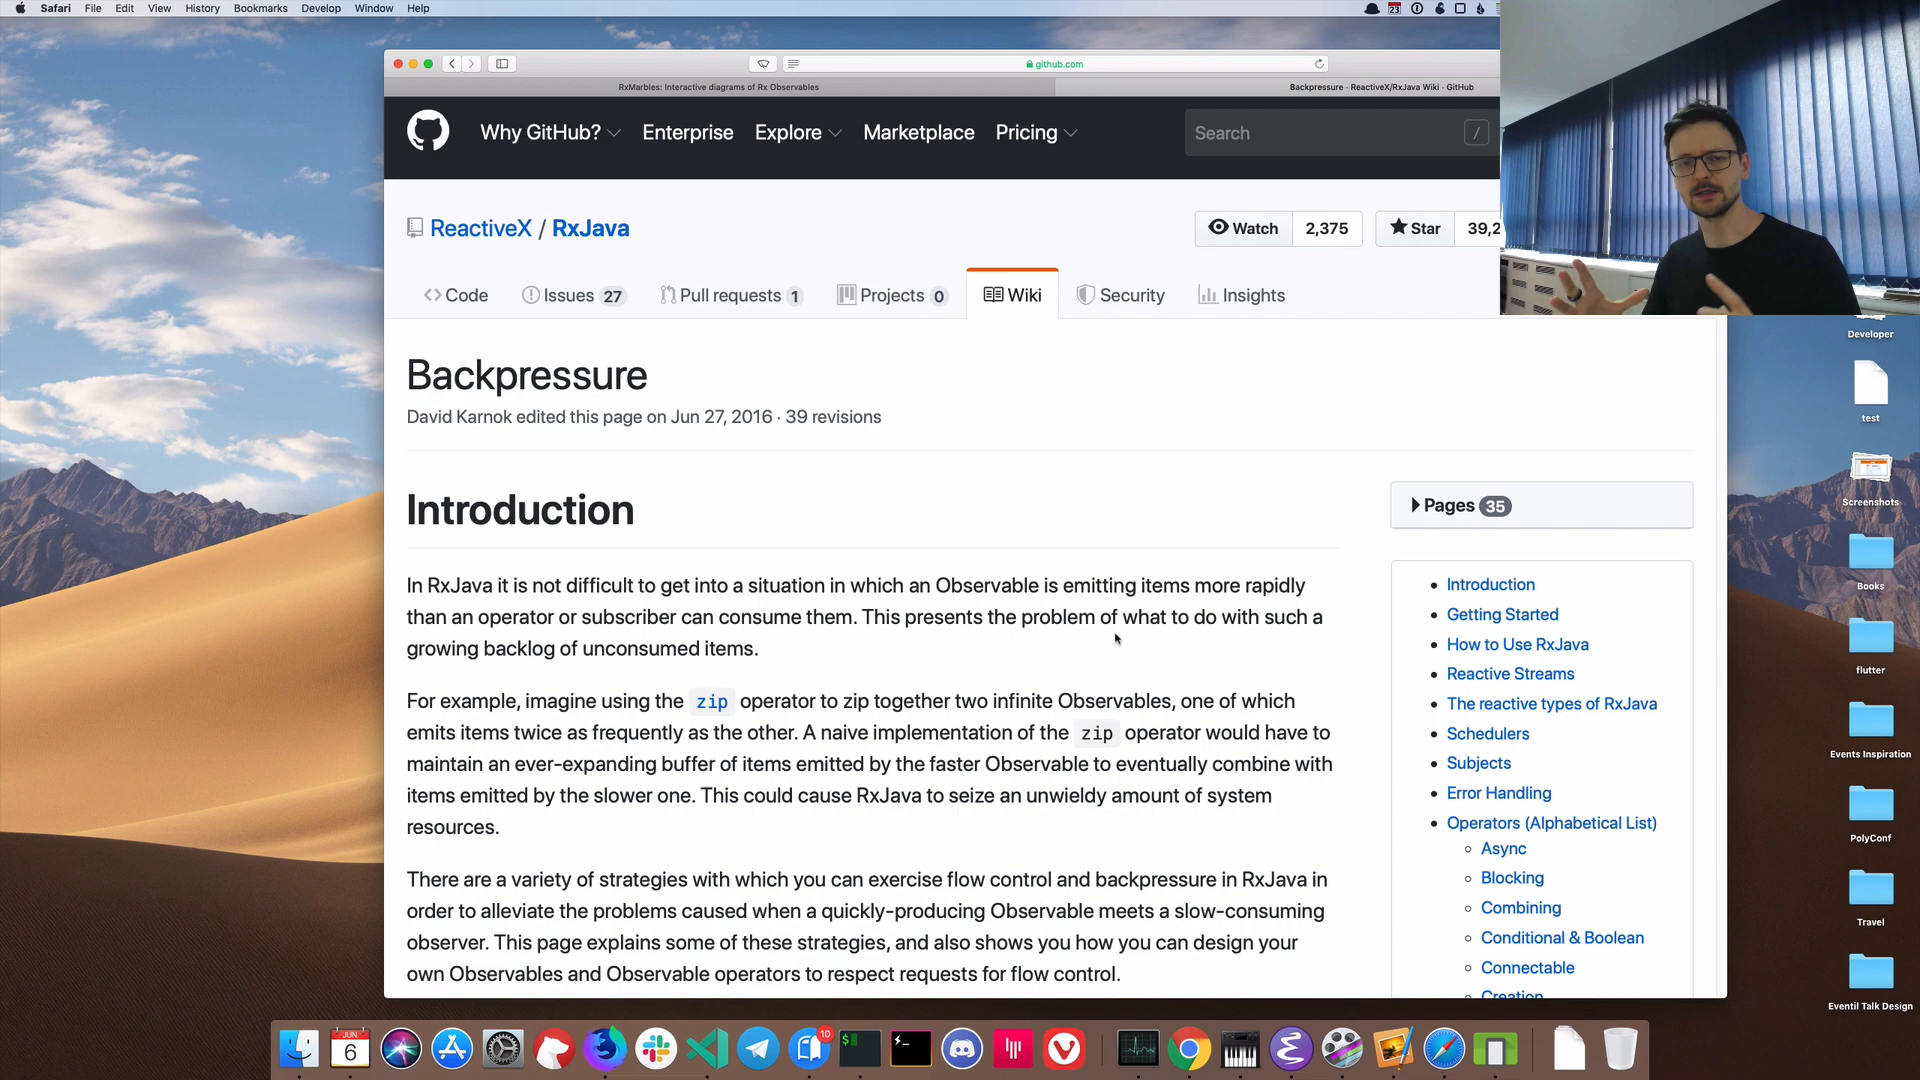 Safari File Edit View History Bookmarks Develop Window Help
23
github.com
RxMarbles: Interactive diagrams of Rx Observables
Backpressure · ReactiveX/RxJava Wiki · GitHub
Why GitHub? Enterprise Explore Marketplace Pricing
Search /
ReactiveX / RxJava
Watch 2,375 Star 39,2
Code Issues 27 Pull requests 1 Projects 0 Wiki Security Insights
Backpressure
David Karnok edited this page on Jun 27, 2016 · 39 revisions
Introduction
In RxJava it is not difficult to get into a situation in which an Observable is emitting items more rapidly
than an operator or subscriber can consume them. This presents the problem of what to do with such a
growing backlog of unconsumed items.
For example, imagine using the zip operator to zip together two infinite Observables, one of which
emits items twice as frequently as the other. A naive implementation of the zip operator would have to
maintain an ever-expanding buffer of items emitted by the faster Observable to eventually combine with
items emitted by the slower one. This could cause RxJava to seize an unwieldy amount of system
resources.
There are a variety of strategies with which you can exercise flow control and backpressure in RxJava in
order to alleviate the problems caused when a quickly-producing Observable meets a slow-consuming
observer. This page explains some of these strategies, and also shows you how you can design your
own Observables and Observable operators to respect requests for flow control.
Pages 35
Introduction
Getting Started
How to Use RxJava
Reactive Streams
The reactive types of RxJava
Schedulers
Subjects
Error Handling
Operators (Alphabetical List)
Async
Blocking
Combining
Conditional & Boolean
Connectable
Creation
Developer
test
Screenshots
Books
flutter
Events Inspiration
PolyConf
Travel
Eventil Talk Design
JUN
6
10
$